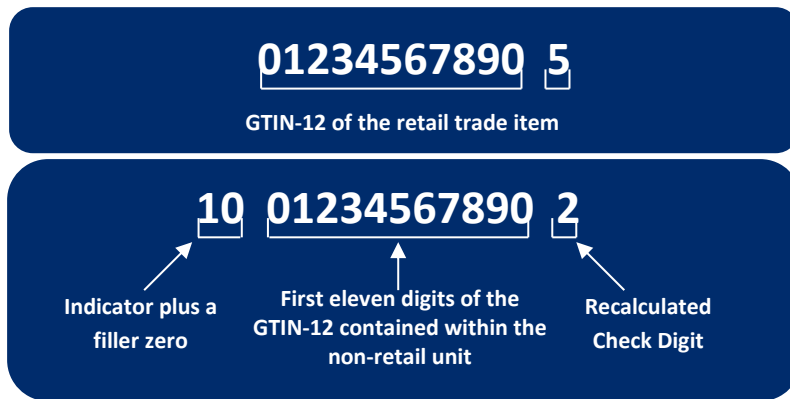 01234567890 5
GTIN-12 of the retail trade item
10 01234567890 2
Indicator plus a
filler zero
First eleven digits of the
GTIN-12 contained within the
non-retail unit
Recalculated
Check Digit